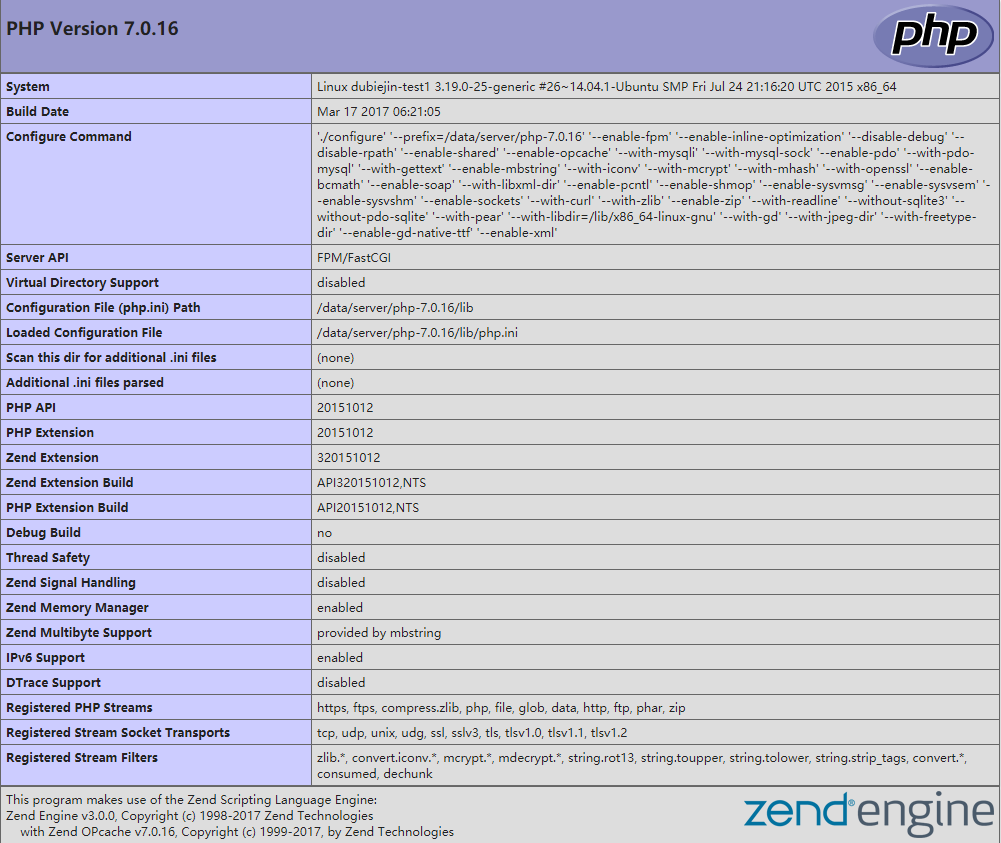 PHP Version 7.0.16
php
System Linux dubiejin-test1 3.19.0-25-generic #26~14.04.1-Ubuntu SMP Fri Jul 24 21:16:20 UTC 2015 x86_64
Build Date Mar 17 2017 06:21:05
Configure Command './configure' '--prefix=/data/server/php-7.0.16' '--enable-fpm' '--enable-inline-optimization' '--disable-debug' '--
disable-rpath' '--enable-shared' '--enable-opcache' '--with-mysqli' '--with-mysql-sock' '--enable-pdo' '--with-pdo-
mysql' '--with-gettext' '--enable-mbstring' '--with-iconv' '--with-mcrypt' '--with-mhash' '--with-openssl' '--enable-
bcmath' '--enable-soap' '--with-libxml-dir' '--enable-pcntl' '--enable-shmop' '--enable-sysvmsg' '--enable-sysvsem' '-
-enable-sysvshm' '--enable-sockets' '--with-curl' '--with-zlib' '--enable-zip' '--with-readline' '--without-sqlite3' '--
without-pdo-sqlite' '--with-pear' '--with-libdir=/lib/x86_64-linux-gnu' '--with-gd' '--with-jpeg-dir' '--with-freetype-
dir' '--enable-gd-native-ttf' '--enable-xml'
Server API FPM/FastCGI
Virtual Directory Support disabled
Configuration File (php.ini) Path /data/server/php-7.0.16/lib
Loaded Configuration File /data/server/php-7.0.16/lib/php.ini
Scan this dir for additional .ini files (none)
Additional .ini files parsed (none)
PHP API 20151012
PHP Extension 20151012
Zend Extension 320151012
Zend Extension Build API320151012,NTS
PHP Extension Build API20151012,NTS
Debug Build no
Thread Safety disabled
Zend Signal Handling disabled
Zend Memory Manager enabled
Zend Multibyte Support provided by mbstring
IPv6 Support enabled
DTrace Support disabled
Registered PHP Streams https, ftps, compress.zlib, php, file, glob, data, http, ftp, phar, zip
Registered Stream Socket Transports tcp, udp, unix, udg, ssl, sslv3, tls, tlsv1.0, tlsv1.1, tlsv1.2
Registered Stream Filters zlib.*, convert.iconv.*, mcrypt.*, mdecrypt.*, string.rot13, string.toupper, string.tolower, string.strip_tags, convert.*,
consumed, dechunk
This program makes use of the Zend Scripting Language Engine:
Zend Engine v3.0.0, Copyright (c) 1998-2017 Zend Technologies
with Zend OPcache v7.0.16, Copyright (c) 1999-2017, by Zend Technologies
zend® engine